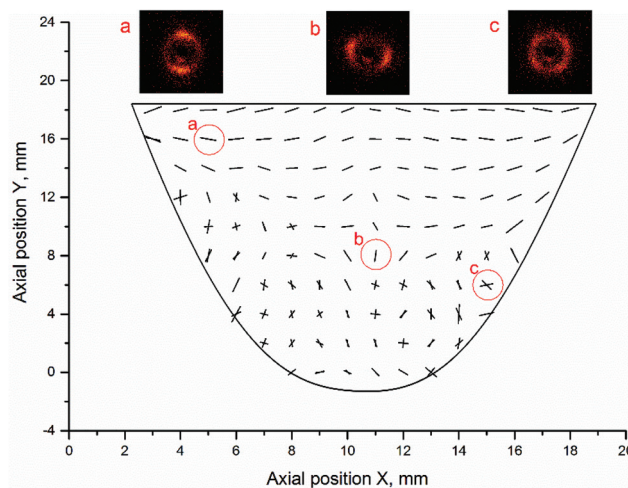 a
b
c
24
20
16
12
8
4
0
-4
Axial position Y, mm
a
b
c
0 2 4 6 8 10 12 14 16 18 20
Axial position X, mm